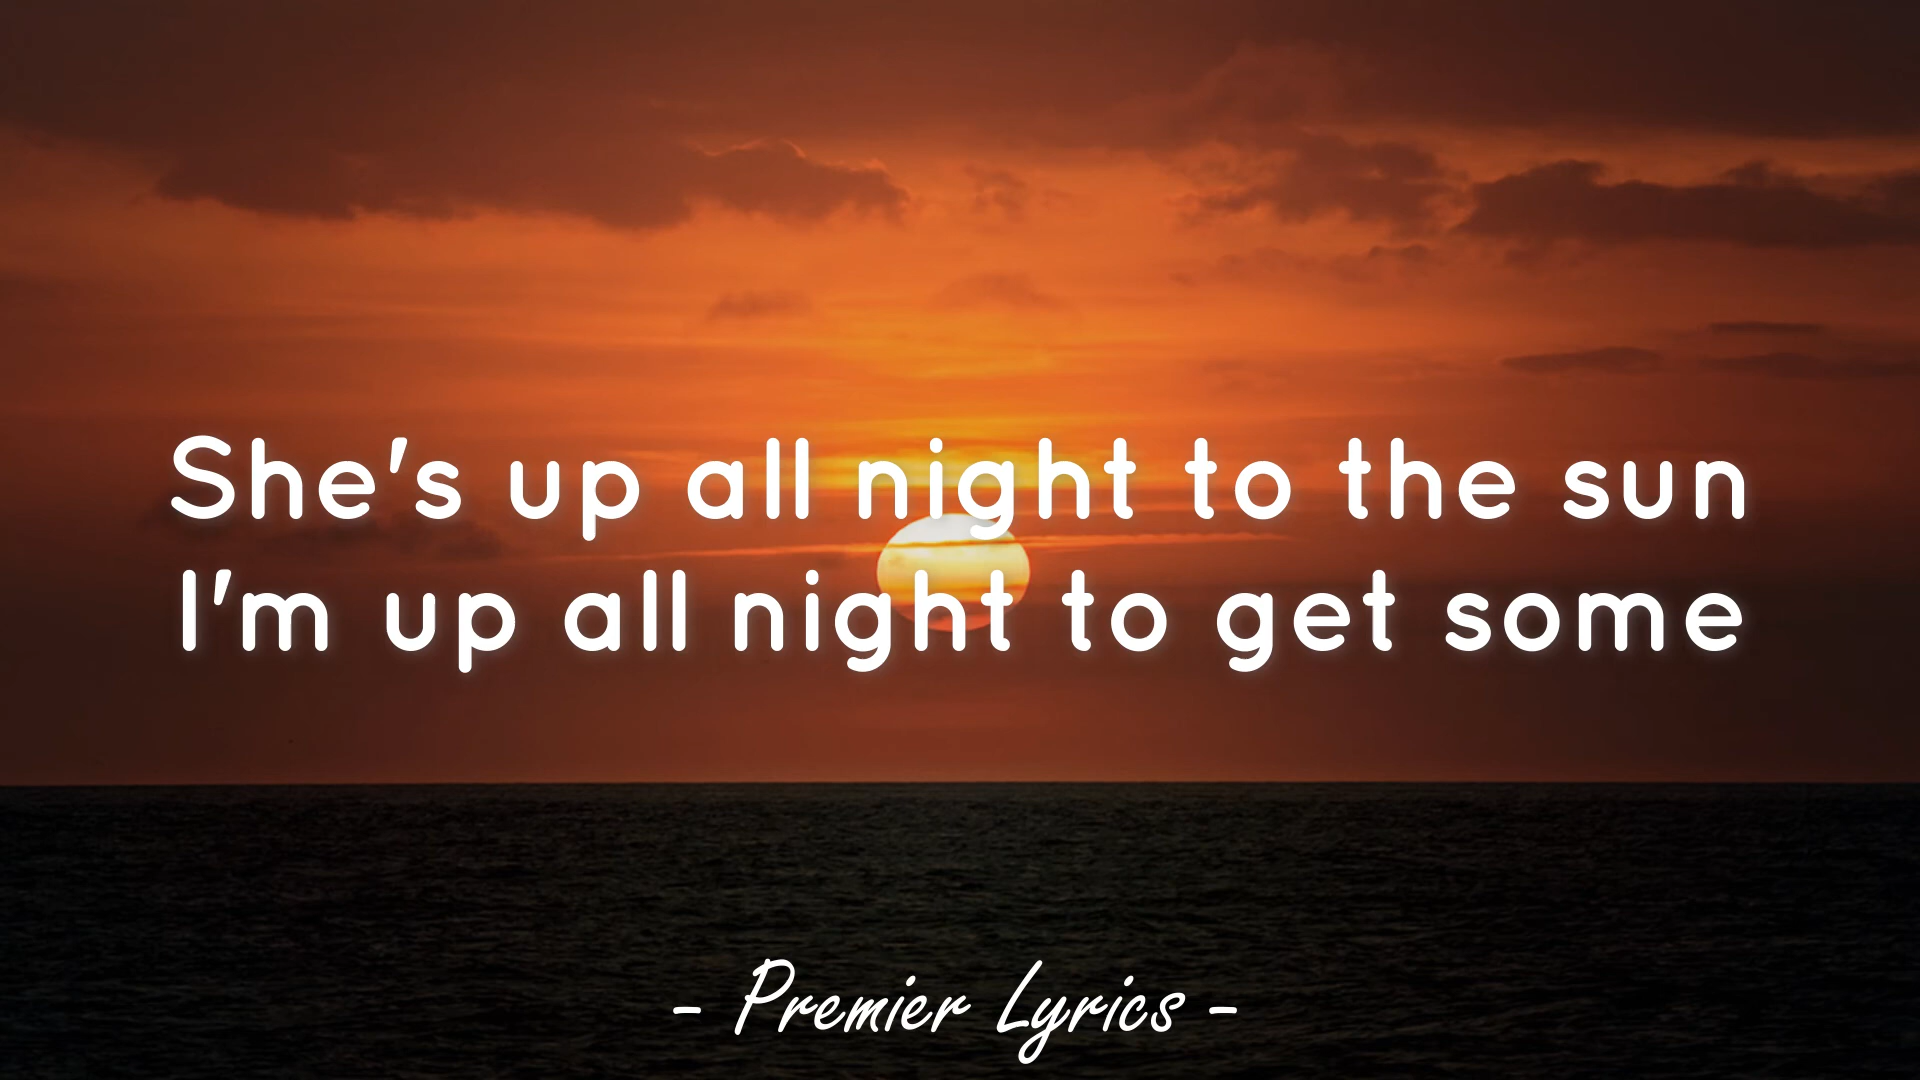 She's up all night to the sun
I'm up all night to get some
- Premier Lyrics -